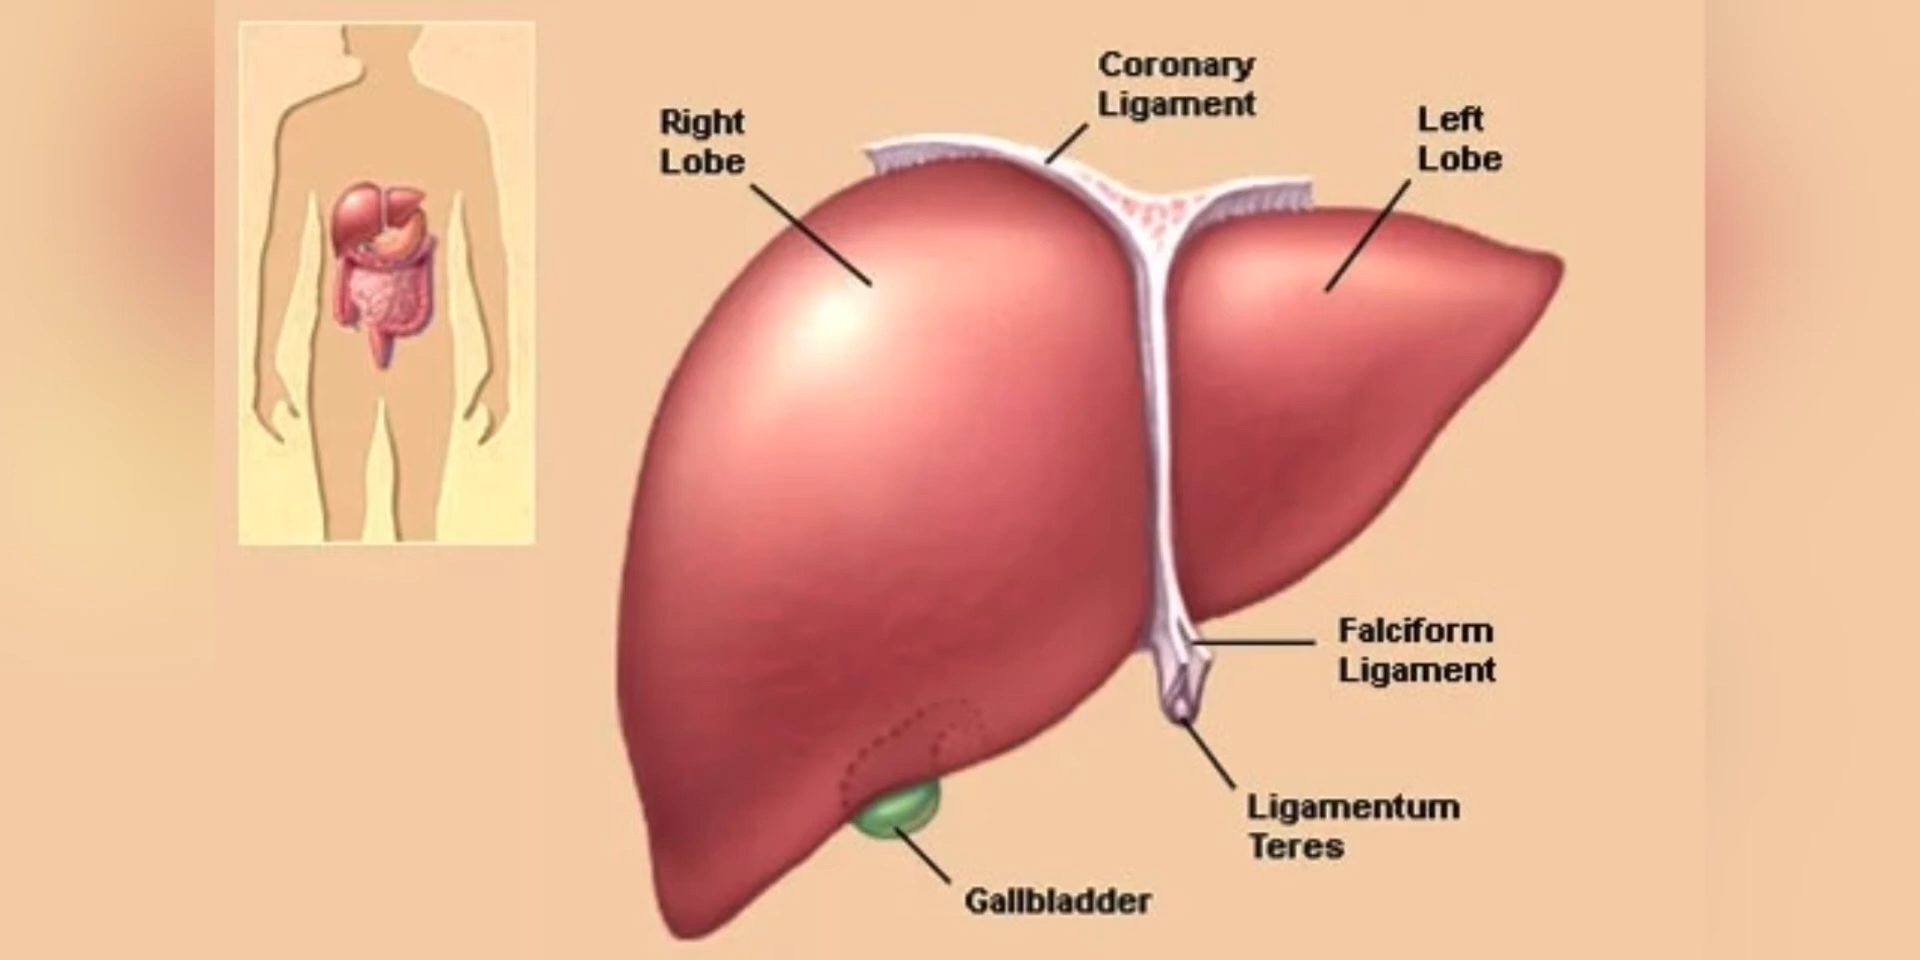 Coronary
Ligament
Right
Lobe
Left
Lobe
Falciform
Ligament
Ligamentum
Teres
Gallbladder